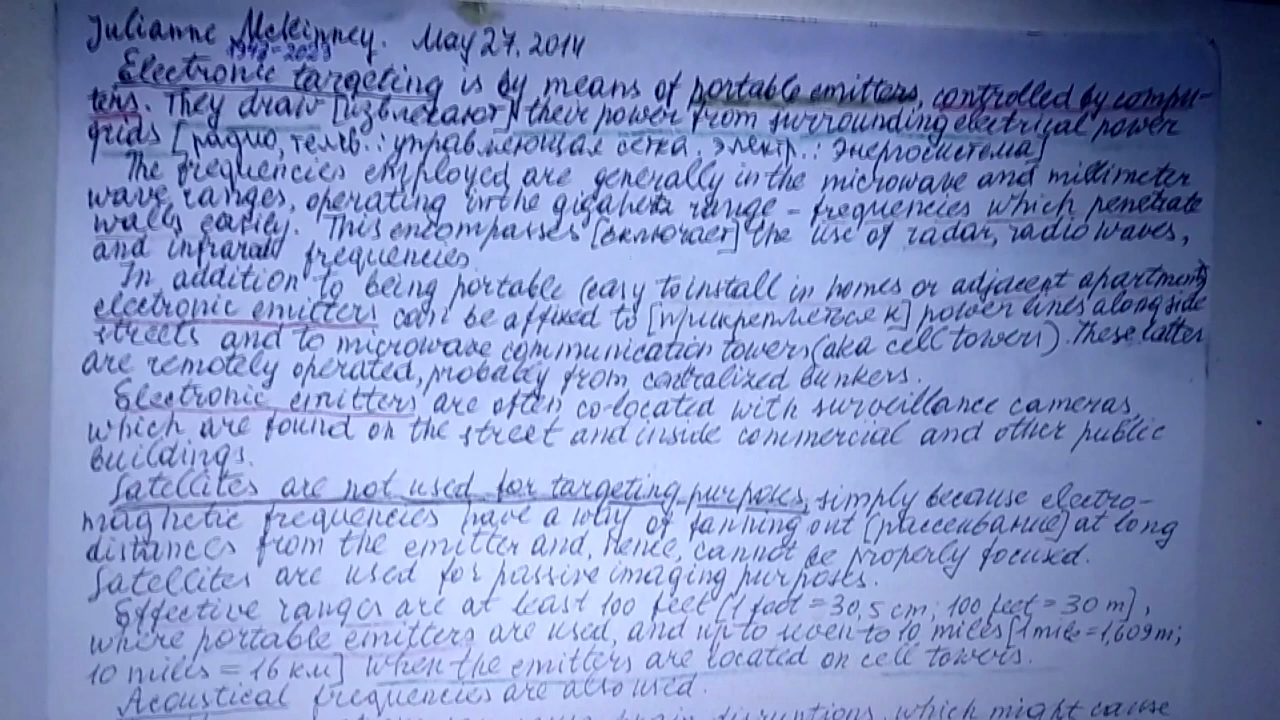 Julianne McKinney. May 27, 2014
1948-2023
Electronic targeting is by means of portable emitters, controlled by compu-
ters. They draw [извлекают] their power from surrounding electrical power
grids [радио, телев.: управляющая сетка. электр.: Энергосистема]
The frequencies employed are generally in the microwave and millimeter
wave ranges, operating in the gigahertz range - frequencies which penetrate
walls easily. This encompasses [включает] the use of radar, radio waves,
and infrared frequencies.
In addition to being portable (easy to install in homes or adjacent apartments)
electronic emitters can be affixed to [прикрепляется к] power lines alongside
streets and to microwave communication towers (aka cell towers). These latter
are remotely operated, probably from centralized bunkers.
Electronic emitters are often co-located with surveillance cameras,
which are found on the street and inside commercial and other public
buildings.
Satellites are not used for targeting purposes, simply because electro-
magnetic frequencies have a way of fanning out [рассеивание] at long
distances from the emitter and, hence, cannot be properly focused.
Satellites are used for passive imaging purposes.
Effective ranges are at least 100 feet [1 foot = 30,5 cm; 100 feet = 30 m],
where portable emitters are used, and up to seven to 10 miles [1 mile = 1,609 m;
10 miles = 16 км] when the emitters are located on cell towers.
Acoustical frequencies are also used.
brain disruptions, which might cause